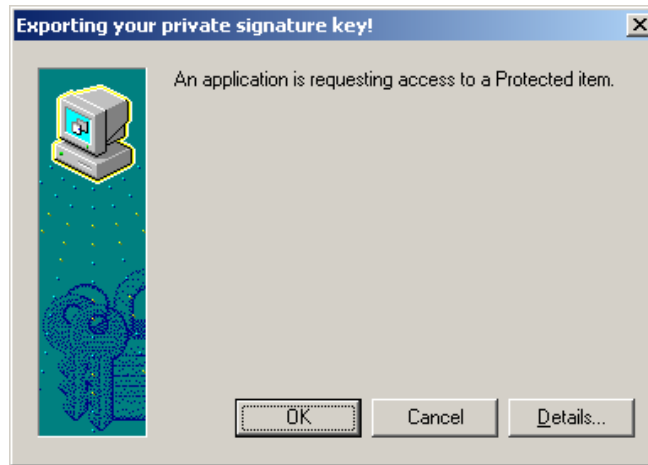 Exporting your private signature key!
An application is requesting access to a Protected item.
OK
Cancel
Details...